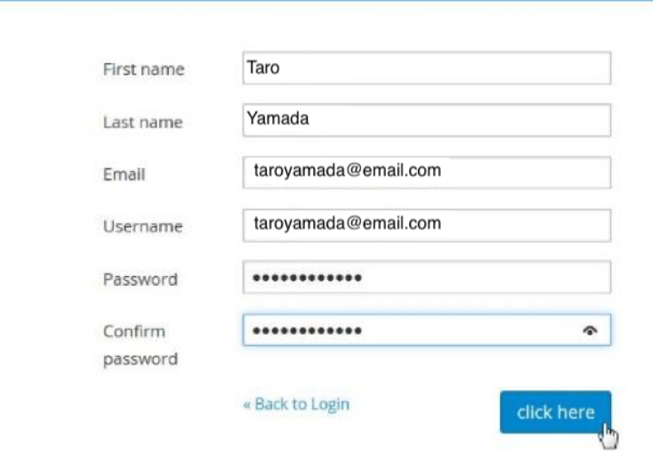 First name Taro
Last name Yamada
Email taroyamada@email.com
Username taroyamada@email.com
Password ••••••••••••
Confirm ••••••••••••
password
« Back to Login click here